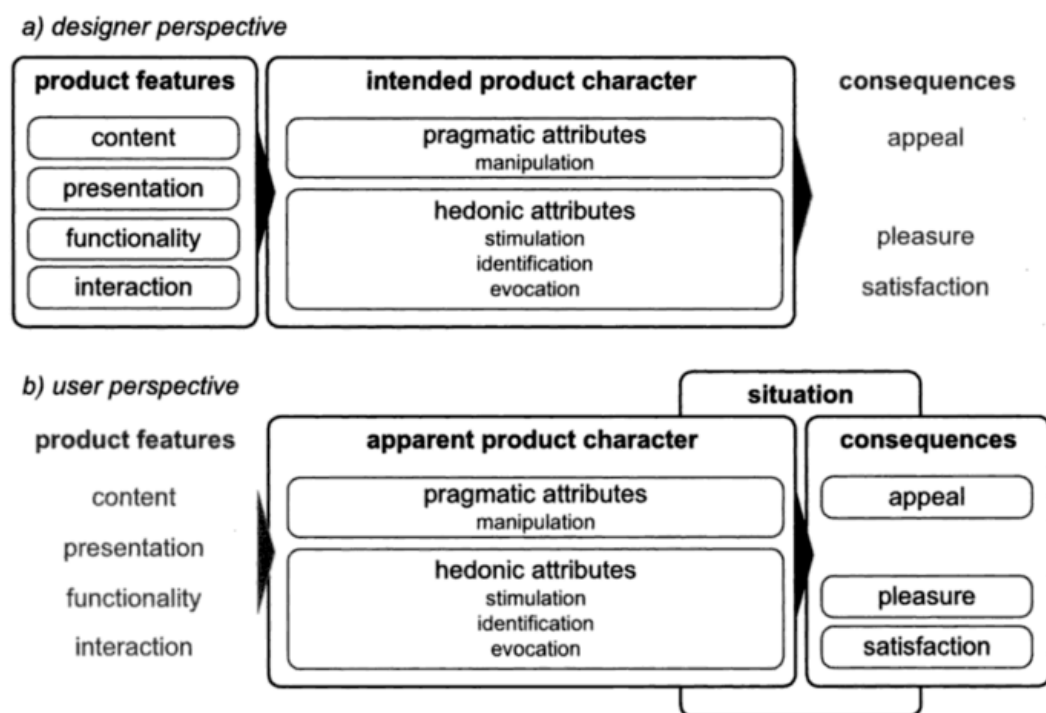 a) designer perspective
product features
content
presentation
functionality
interaction
intended product character
pragmatic attributes
manipulation
hedonic attributes
stimulation
identification
evocation
consequences
appeal
pleasure
satisfaction
b) user perspective
situation
product features
content
presentation
functionality
interaction
apparent product character
pragmatic attributes
manipulation
hedonic attributes
stimulation
identification
evocation
consequences
appeal
pleasure
satisfaction